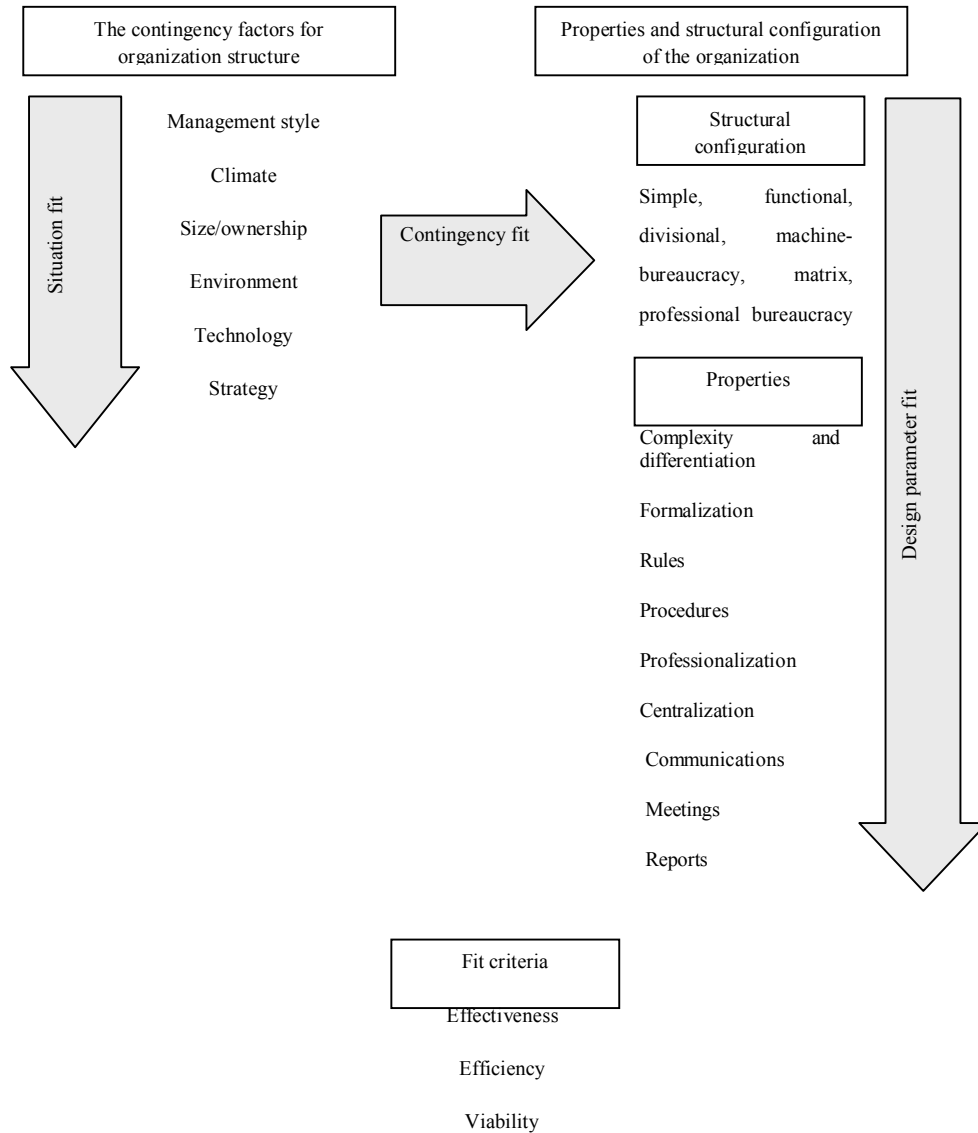 The contingency factors for
organization structure
Properties and structural configuration
of the organization
Situation fit
Management style
Climate
Size/ownership
Environment
Technology
Strategy
Contingency fit
Structural
configuration
Simple, functional,
divisional, machine-
bureaucracy, matrix,
professional bureaucracy
Properties
Complexity and
differentiation
Formalization
Rules
Procedures
Professionalization
Centralization
Communications
Meetings
Reports
Design parameter fit
Fit criteria
Effectiveness
Efficiency
Viability